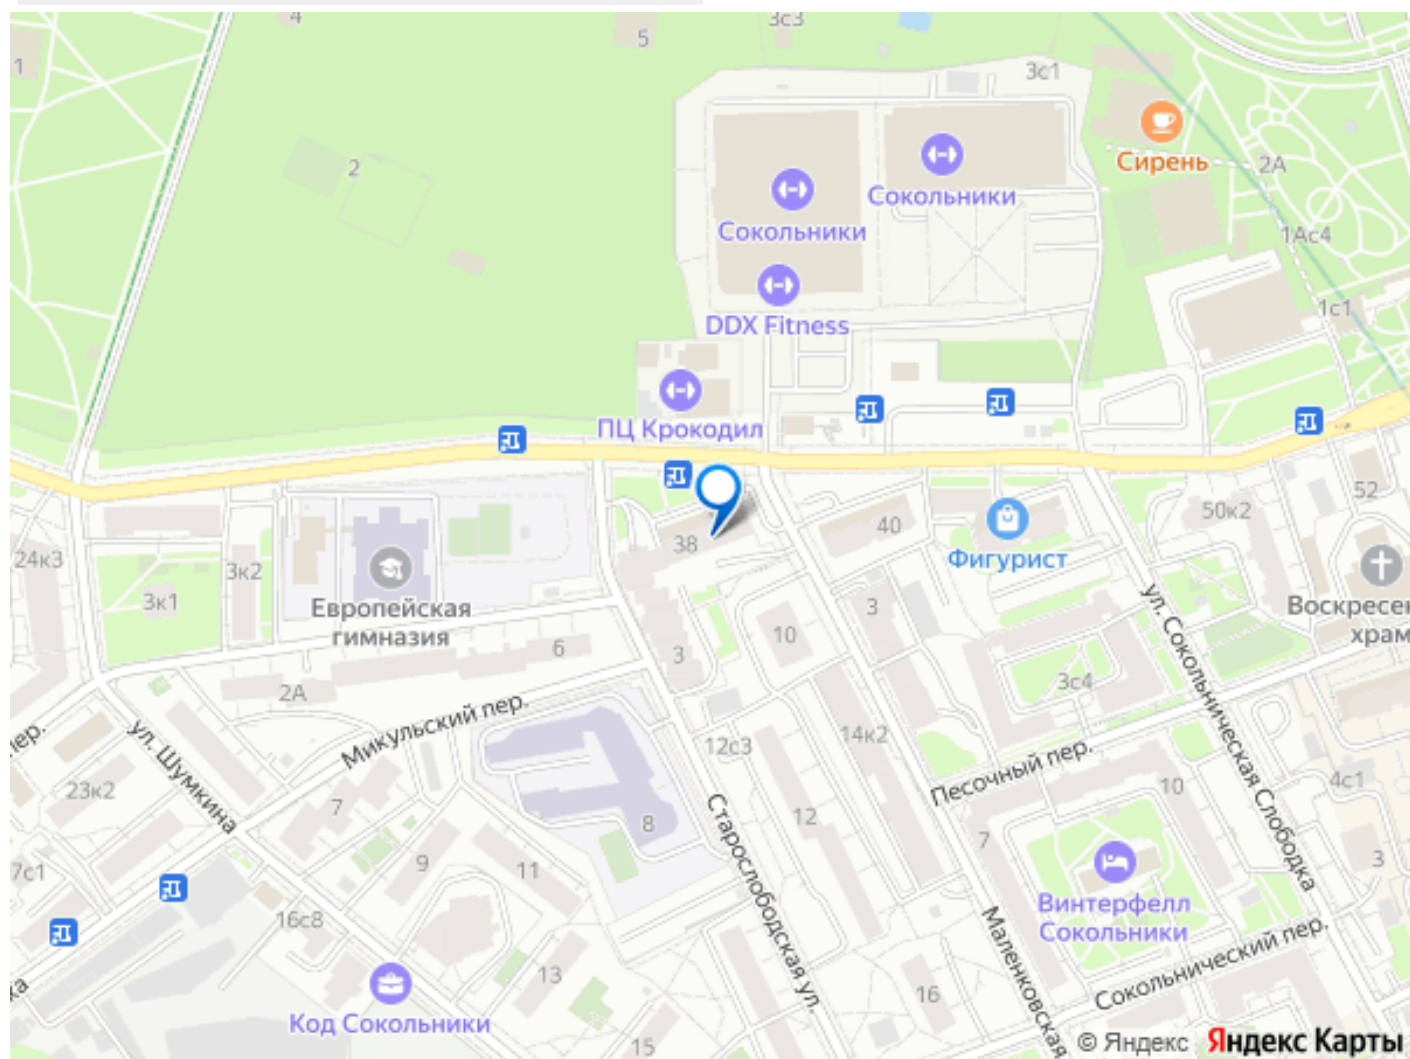 4
3с3
5
1
3с1
Сирень
2
2А
Сокольники
Сокольники
1Ас4
DDX Fitness
1с1
ПЦ Крокодил
52
50к2
38
40
Фигурист
24к3
3к2
3к1
Европейская
гимназия
Воскресен
храм
3
10
6
3
2А
3с4
ул. Сокольническая Слободка
Микульский пер.
пер.
ул. Шумкина
12с3
14к2
Песочный пер.
23к2
7
10
4с1
8
12
7
3
9
11
7с1
Старослободская ул.
Винтерфелл
Сокольники
16с8
Маленковская
Сокольнический пер.
13
16
Код Сокольники
15
ка
© Яндекс Яндекс Карты